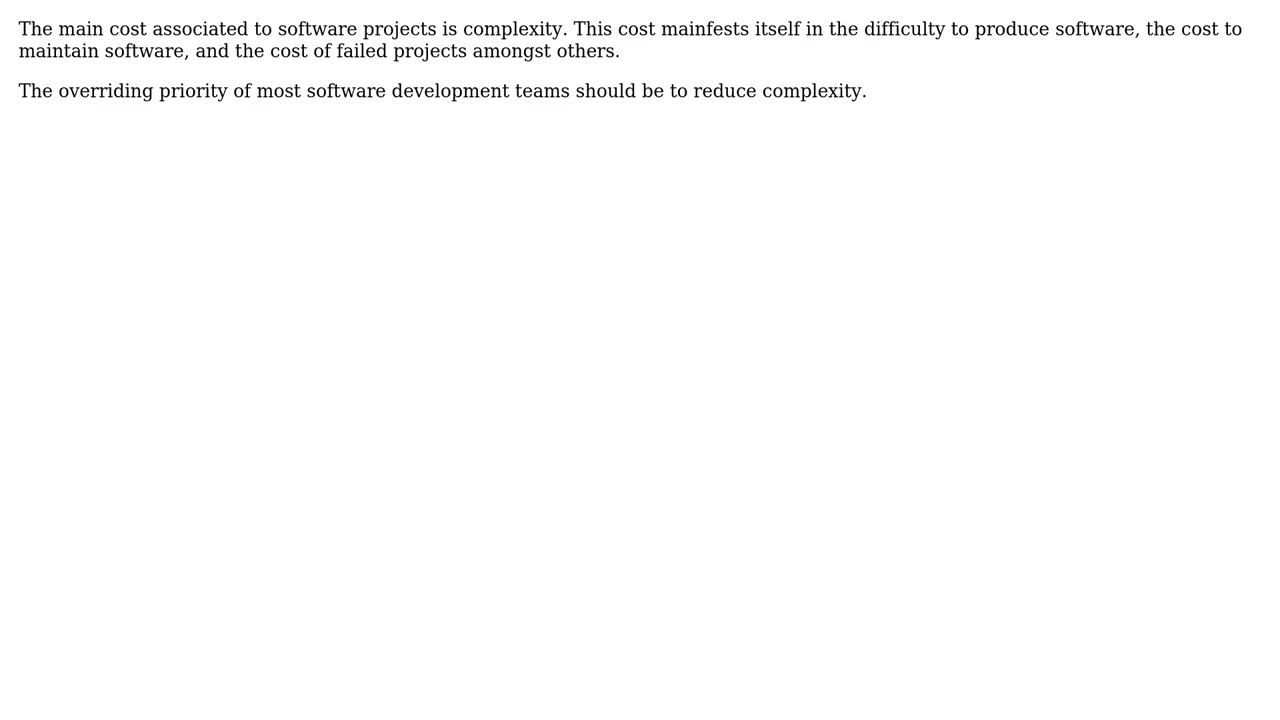 The main cost associated to software projects is complexity. This cost mainfests itself in the difficulty to produce software, the cost to
maintain software, and the cost of failed projects amongst others.
The overriding priority of most software development teams should be to reduce complexity.